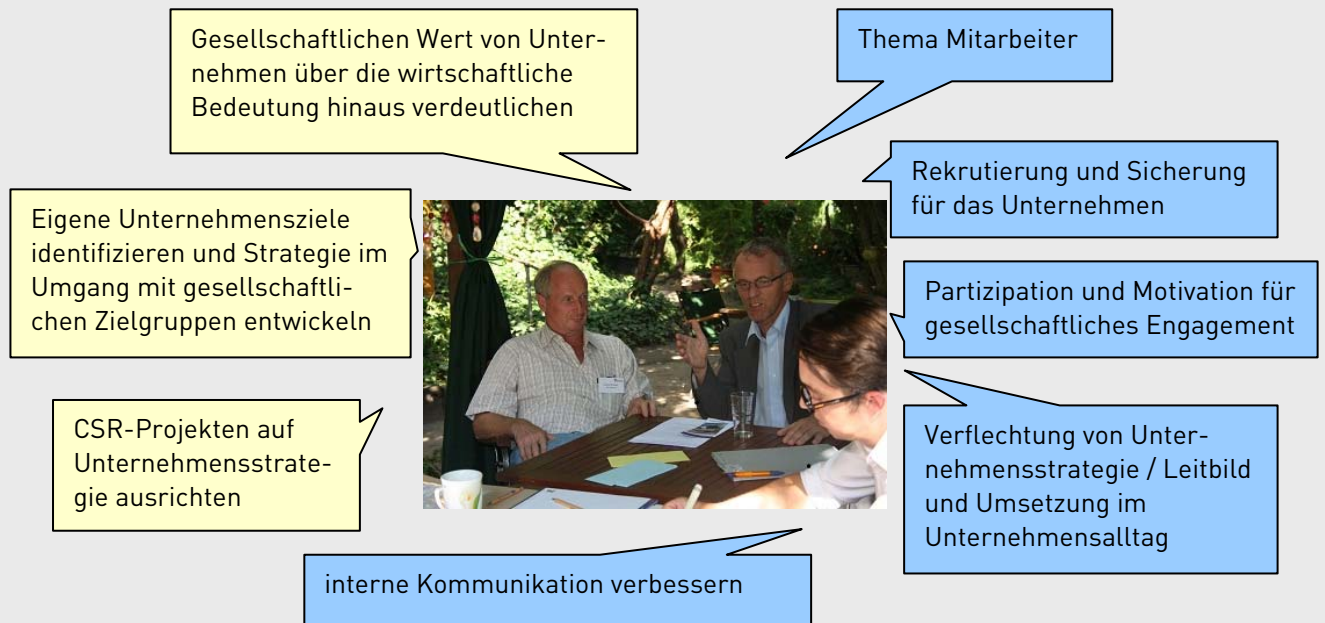 Gesellschaftlichen Wert von Unter-
nehmen über die wirtschaftliche
Bedeutung hinaus verdeutlichen
Thema Mitarbeiter
Rekrutierung und Sicherung
für das Unternehmen
Eigene Unternehmensziele
identifizieren und Strategie im
Umgang mit gesellschaftli-
chen Zielgruppen entwickeln
Partizipation und Motivation für
gesellschaftliches Engagement
CSR-Projekten auf
Unternehmensstrate-
gie ausrichten
Verflechtung von Unter-
nehmensstrategie / Leitbild
und Umsetzung im
Unternehmensalltag
interne Kommunikation verbessern